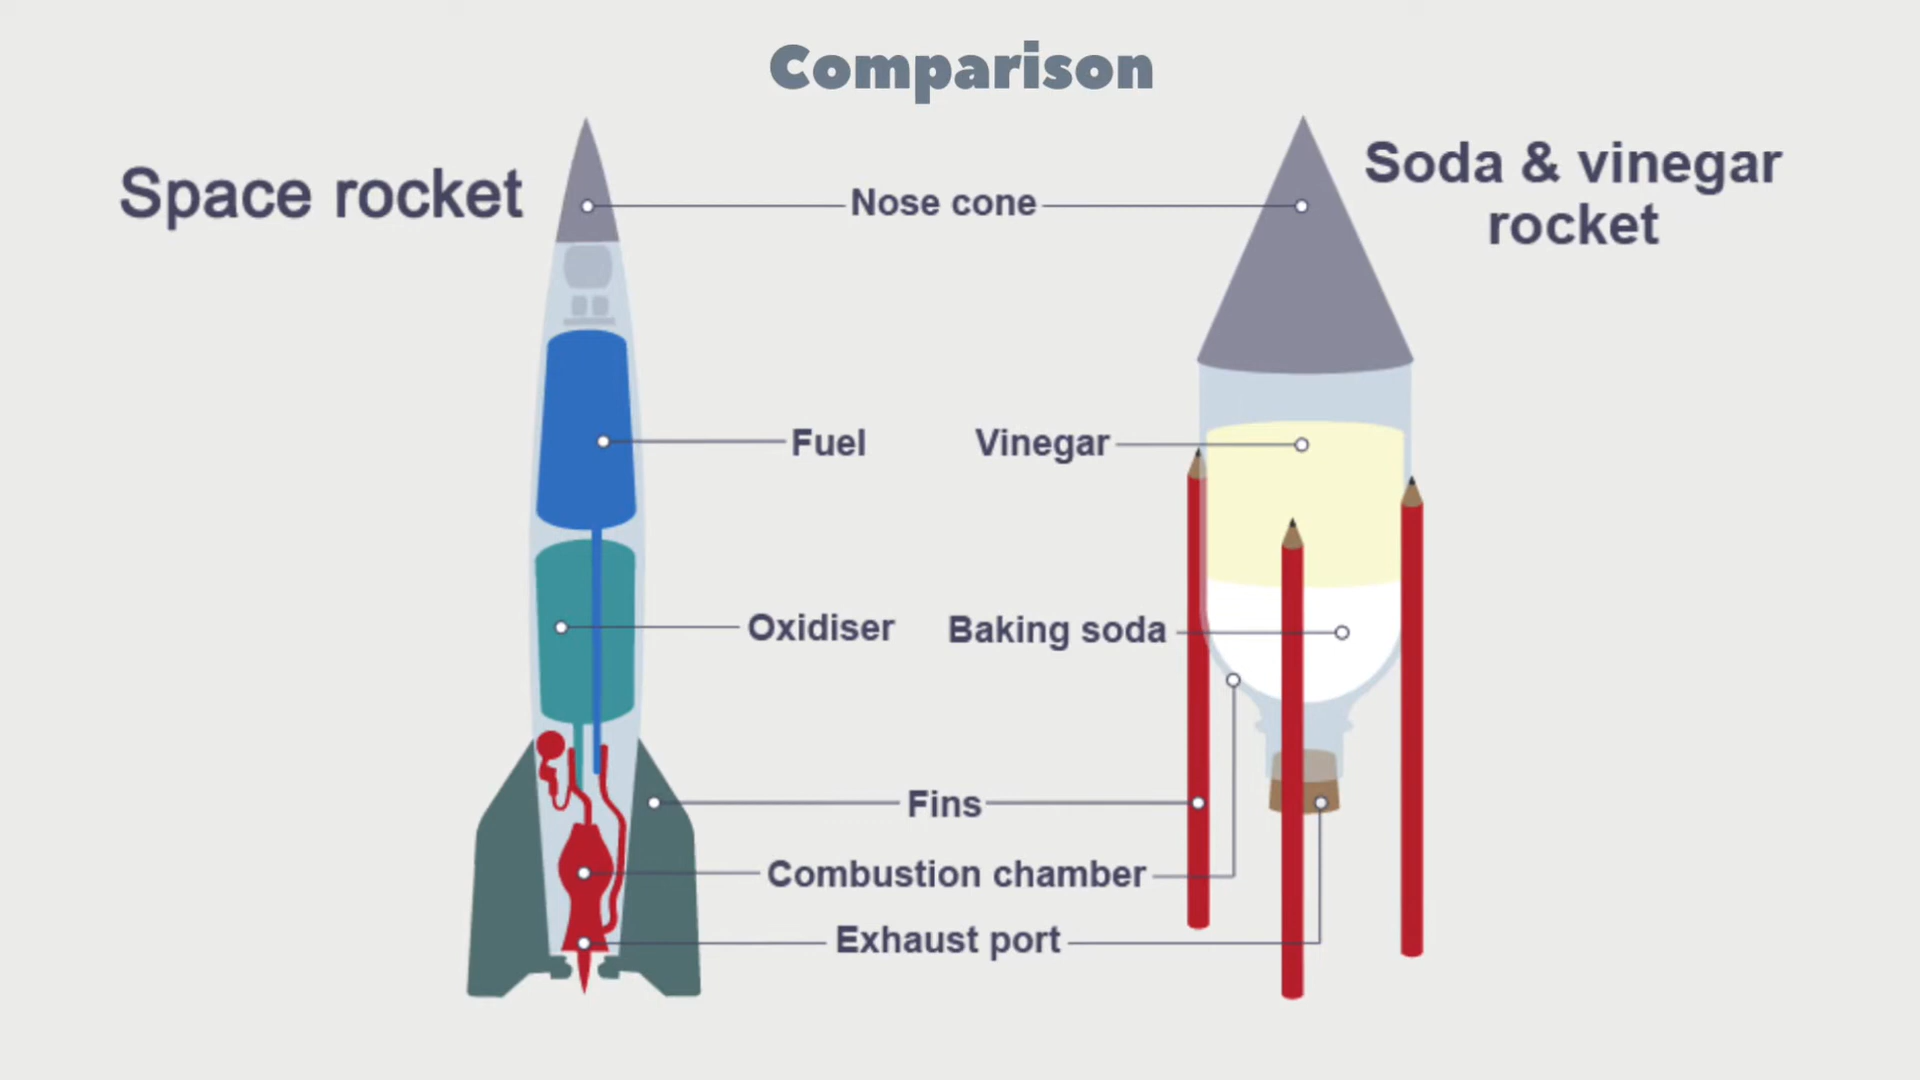 Comparison
Space rocket
Soda & vinegar
rocket
Nose cone
Fuel
Vinegar
Oxidiser
Baking soda
Fins
Combustion chamber
Exhaust port